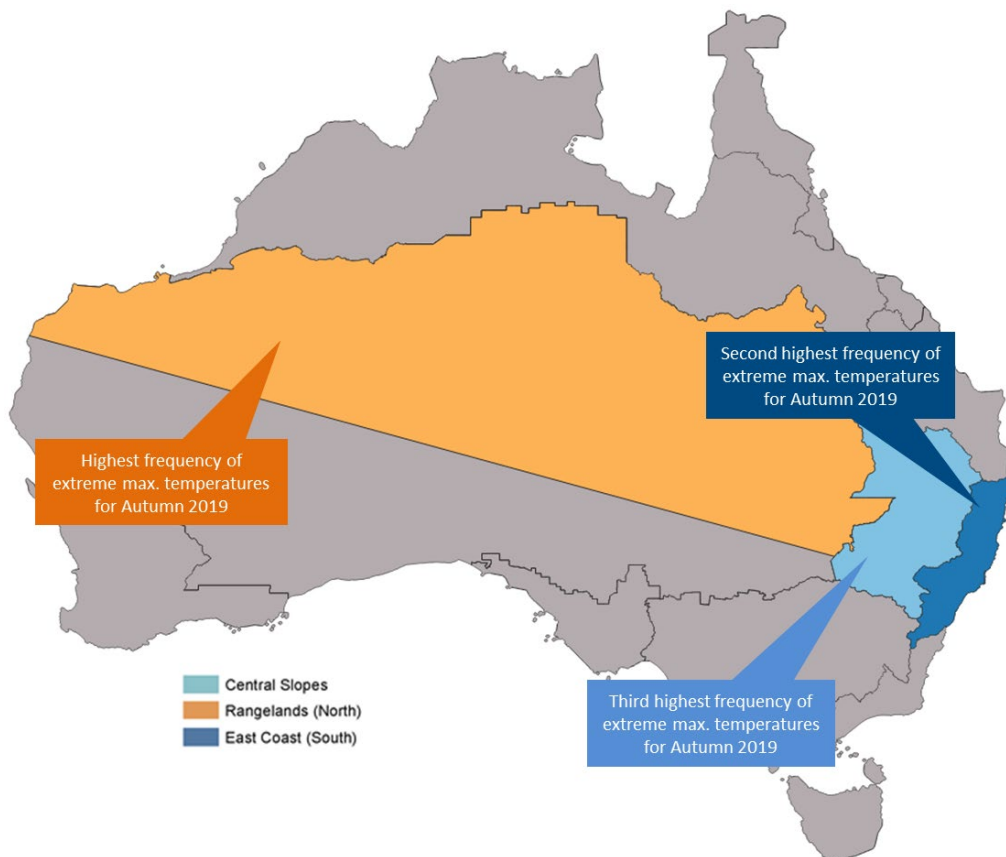 Second highest frequency of
extreme max. temperatures
for Autumn 2019
Highest frequency of
extreme max. temperatures
for Autumn 2019
Central Slopes
Rangelands (North)
East Coast (South)
Third highest frequency of
extreme max. temperatures
for Autumn 2019